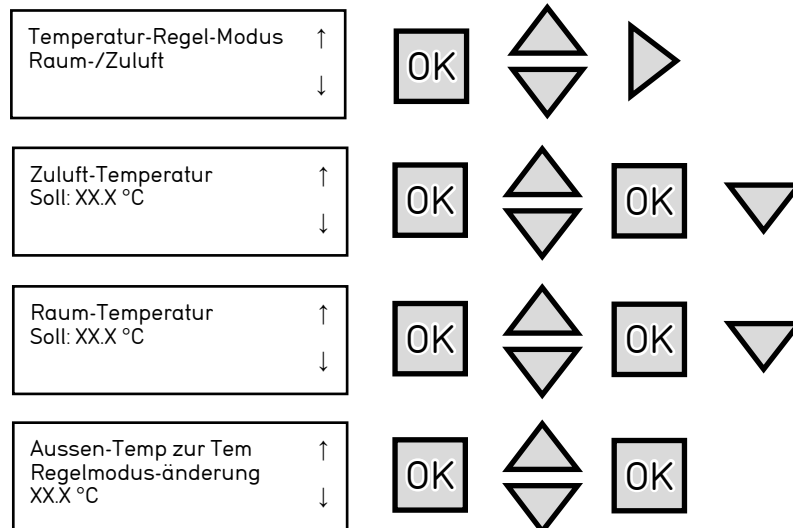 Temperatur-Regel-Modus ↑
Raum-/Zuluft
↓
OK
Zuluft-Temperatur ↑
Soll: XX.X °C
↓
OK OK
Raum-Temperatur ↑
Soll: XX.X °C
↓
OK OK
Aussen-Temp zur Tem ↑
Regelmodus-änderung
XX.X °C ↓
OK OK